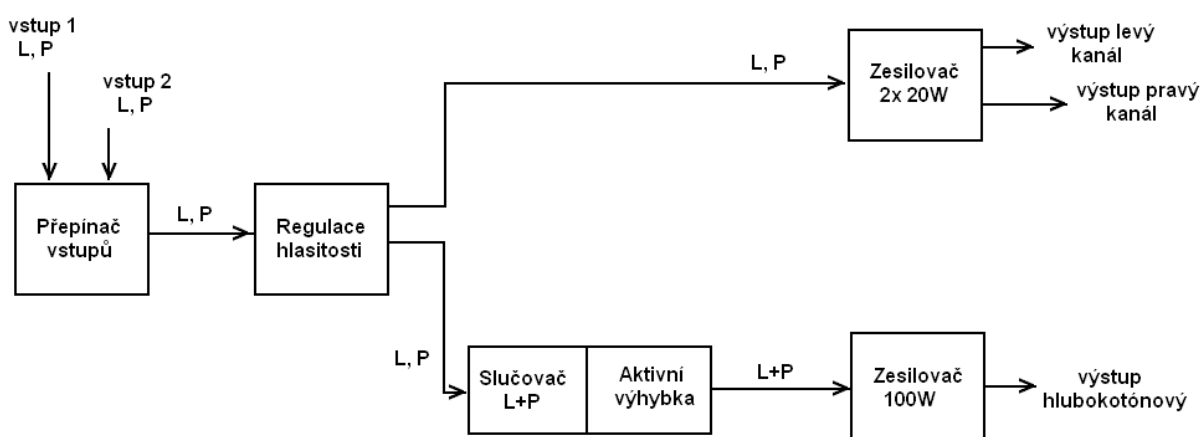 vstup 1
L, P
vstup 2
L, P
Přepínač
vstupů
L, P
Regulace
hlasitosti
L, P
Zesilovač
2x 20W
výstup levý
kanál
výstup pravý
kanál
L, P
Slučovač
L+P
Aktivní
výhybka
L+P
Zesilovač
100W
výstup
hlubokotónový